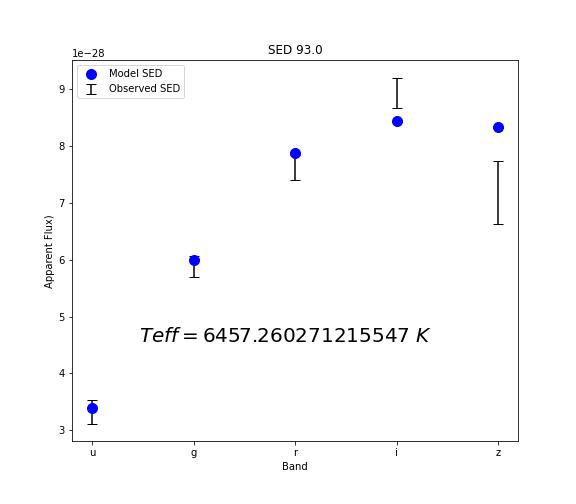 SED 93.0
1e−28
Model SED
Observed SED
9
8
7
6
5
4
3
Apparent Flux)
Teff = 6457.260271215547 K
u g r i z
Band